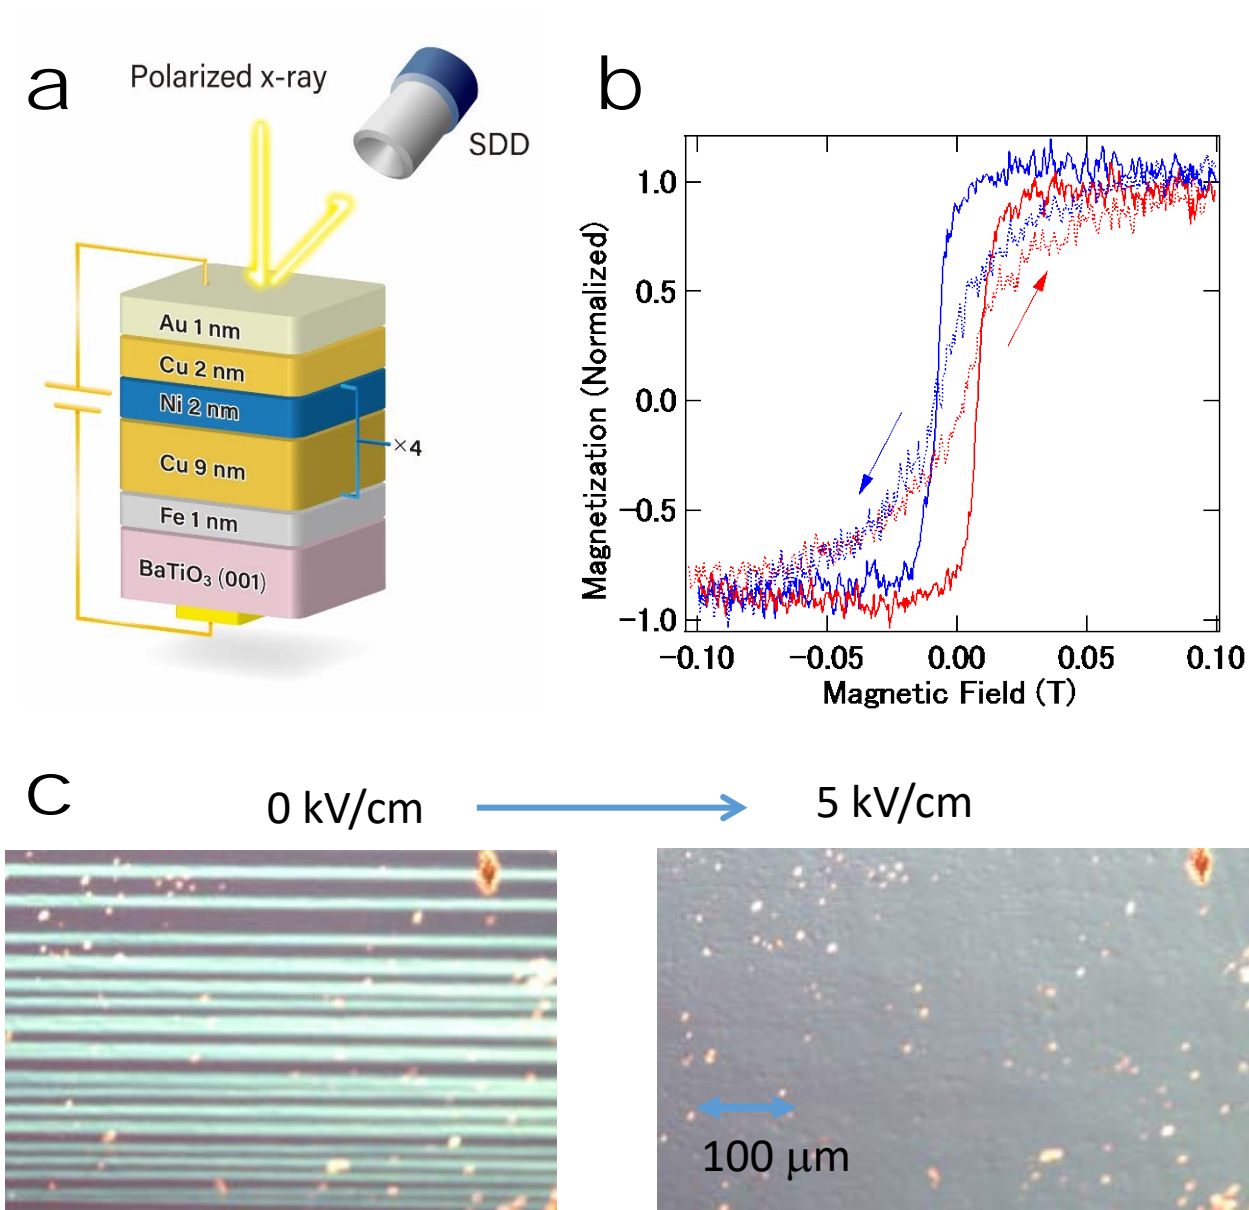 a
Polarized x-ray
SDD
Au 1 nm
Cu 2 nm
Ni 2 nm
×4
Cu 9 nm
Fe 1 nm
BaTiO₃ (001)
b
Magnetization (Normalized)
1.0
0.5
0.0
−0.5
−1.0
−0.10 −0.05 0.00 0.05 0.10
Magnetic Field (T)
c
0 kV/cm
5 kV/cm
100 μm